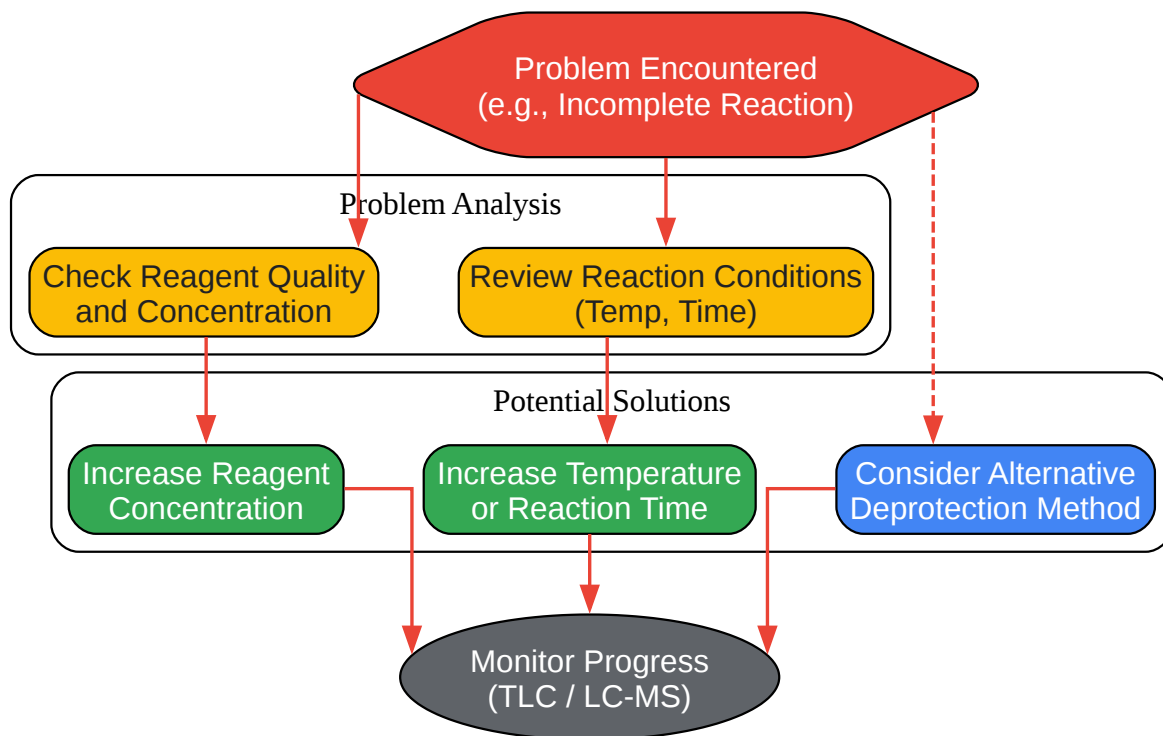 Problem Encountered
(e.g., Incomplete Reaction)
Problem Analysis
Check Reagent Quality
and Concentration
Review Reaction Conditions
(Temp, Time)
Potential Solutions
Increase Reagent
Concentration
Increase Temperature
or Reaction Time
Consider Alternative
Deprotection Method
Monitor Progress
(TLC / LC-MS)